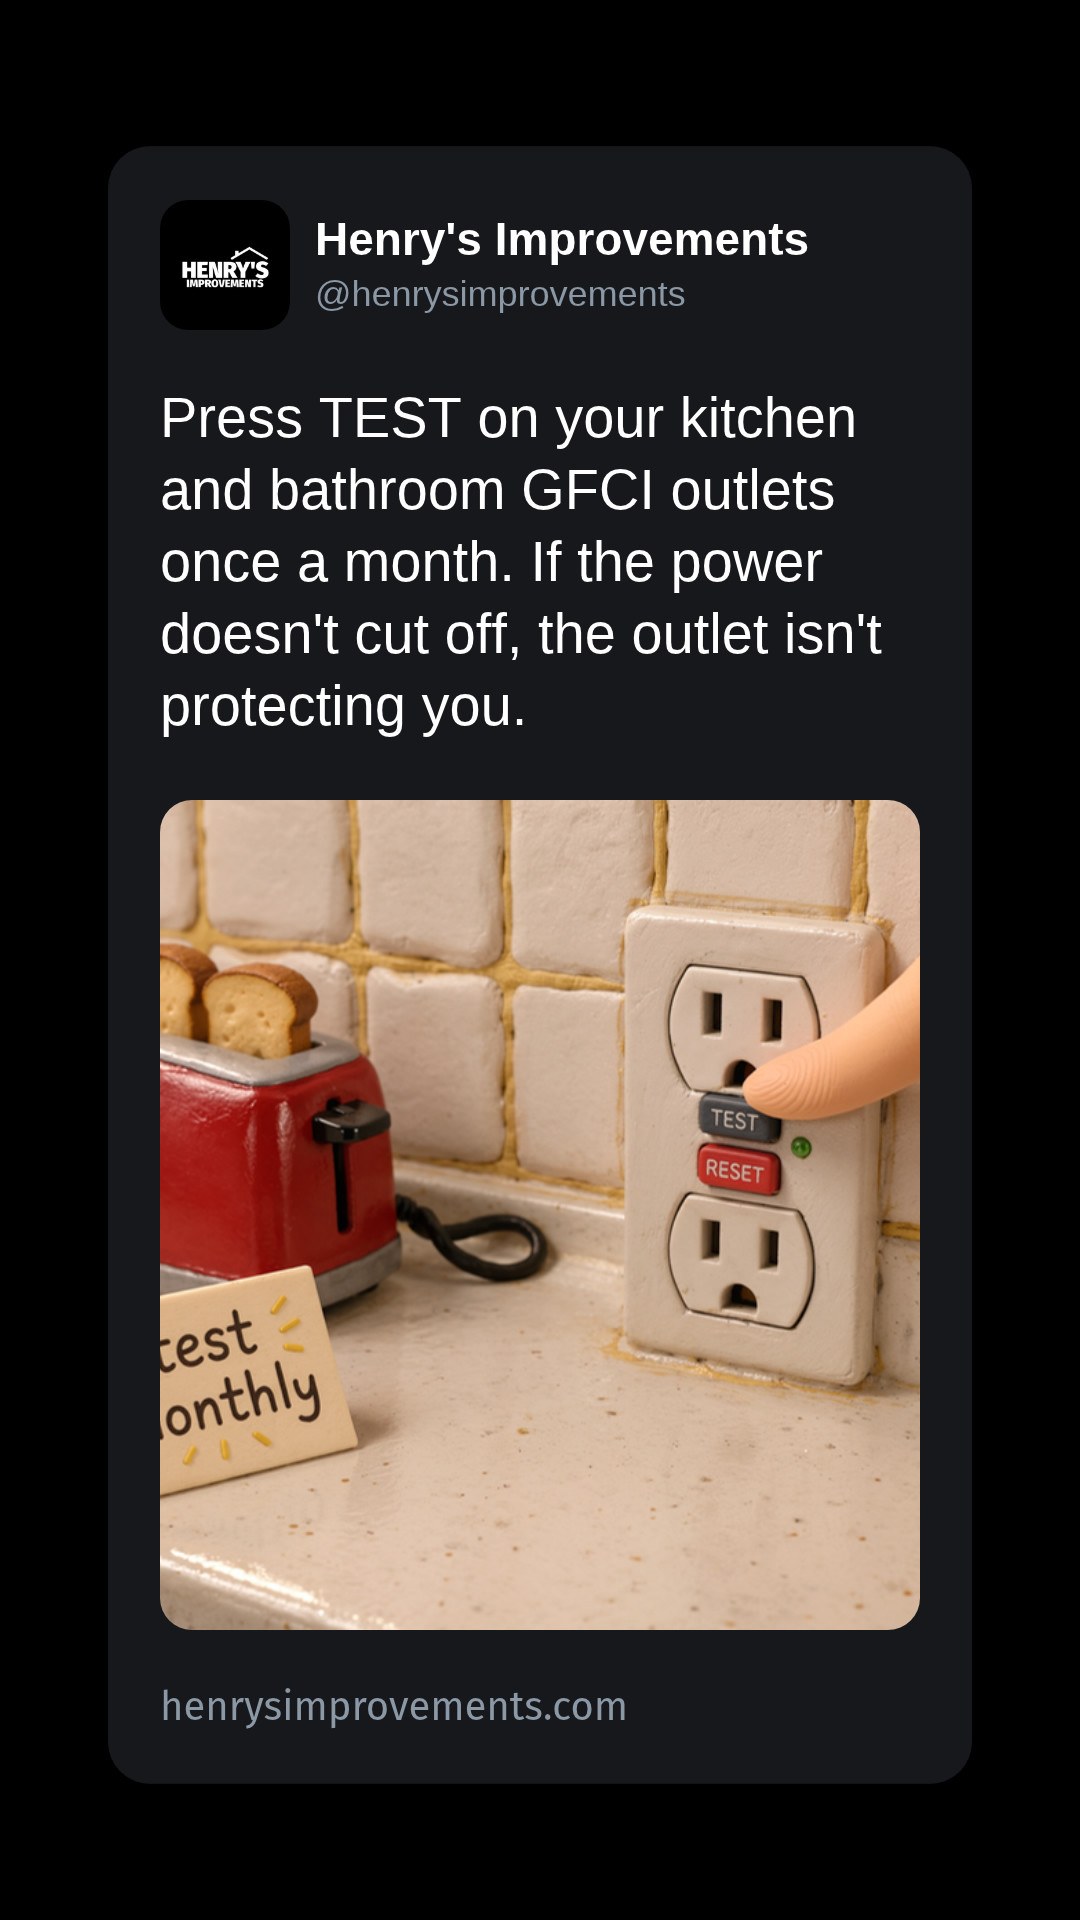 HENRY'S
IMPROVEMENTS
Henry's Improvements
@henrysimprovements
Press TEST on your kitchen
and bathroom GFCI outlets
once a month. If the power
doesn't cut off, the outlet isn't
protecting you.
TEST
RESET
test
onthly
henrysimprovements.com